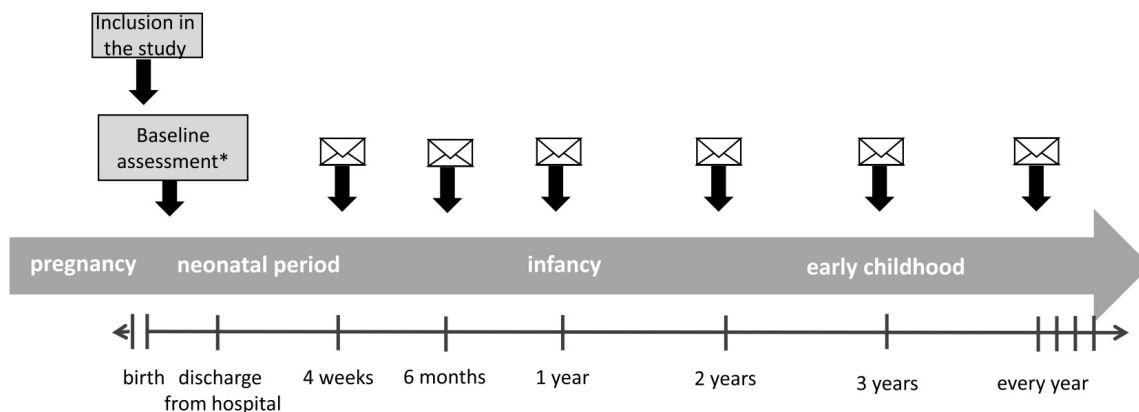 Inclusion in
the study
Baseline
assessment*
pregnancy neonatal period infancy early childhood
birth discharge 4 weeks 6 months 1 year 2 years 3 years every year
from hospital